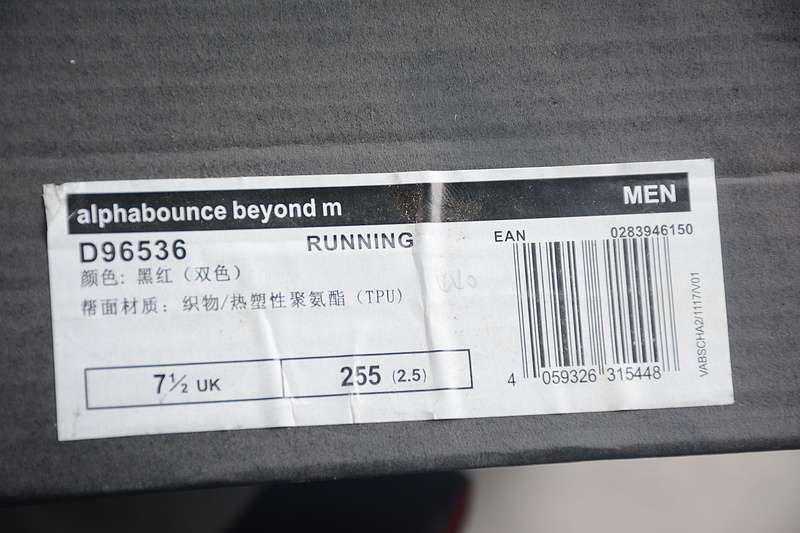 alphabounce beyond m MEN
D96536 RUNNING EAN 0283946150
颜色: 黑红（双色）
帮面材质：织物/热塑性聚氨酯（TPU）
7½ UK 255 (2.5)
4 059326 315448
VABSCHA2/1117/V01